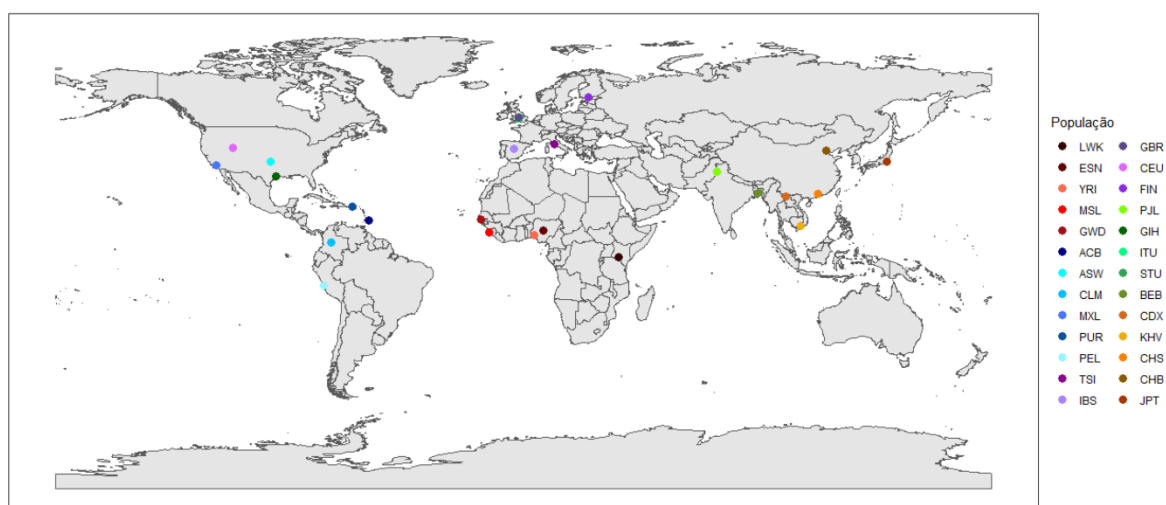 População
LWK GBR
ESN CEU
YRI FIN
MSL PJL
GWD GIH
ACB ITU
ASW STU
CLM BEB
MXL CDX
PUR KHV
PEL CHS
TSI CHB
IBS JPT